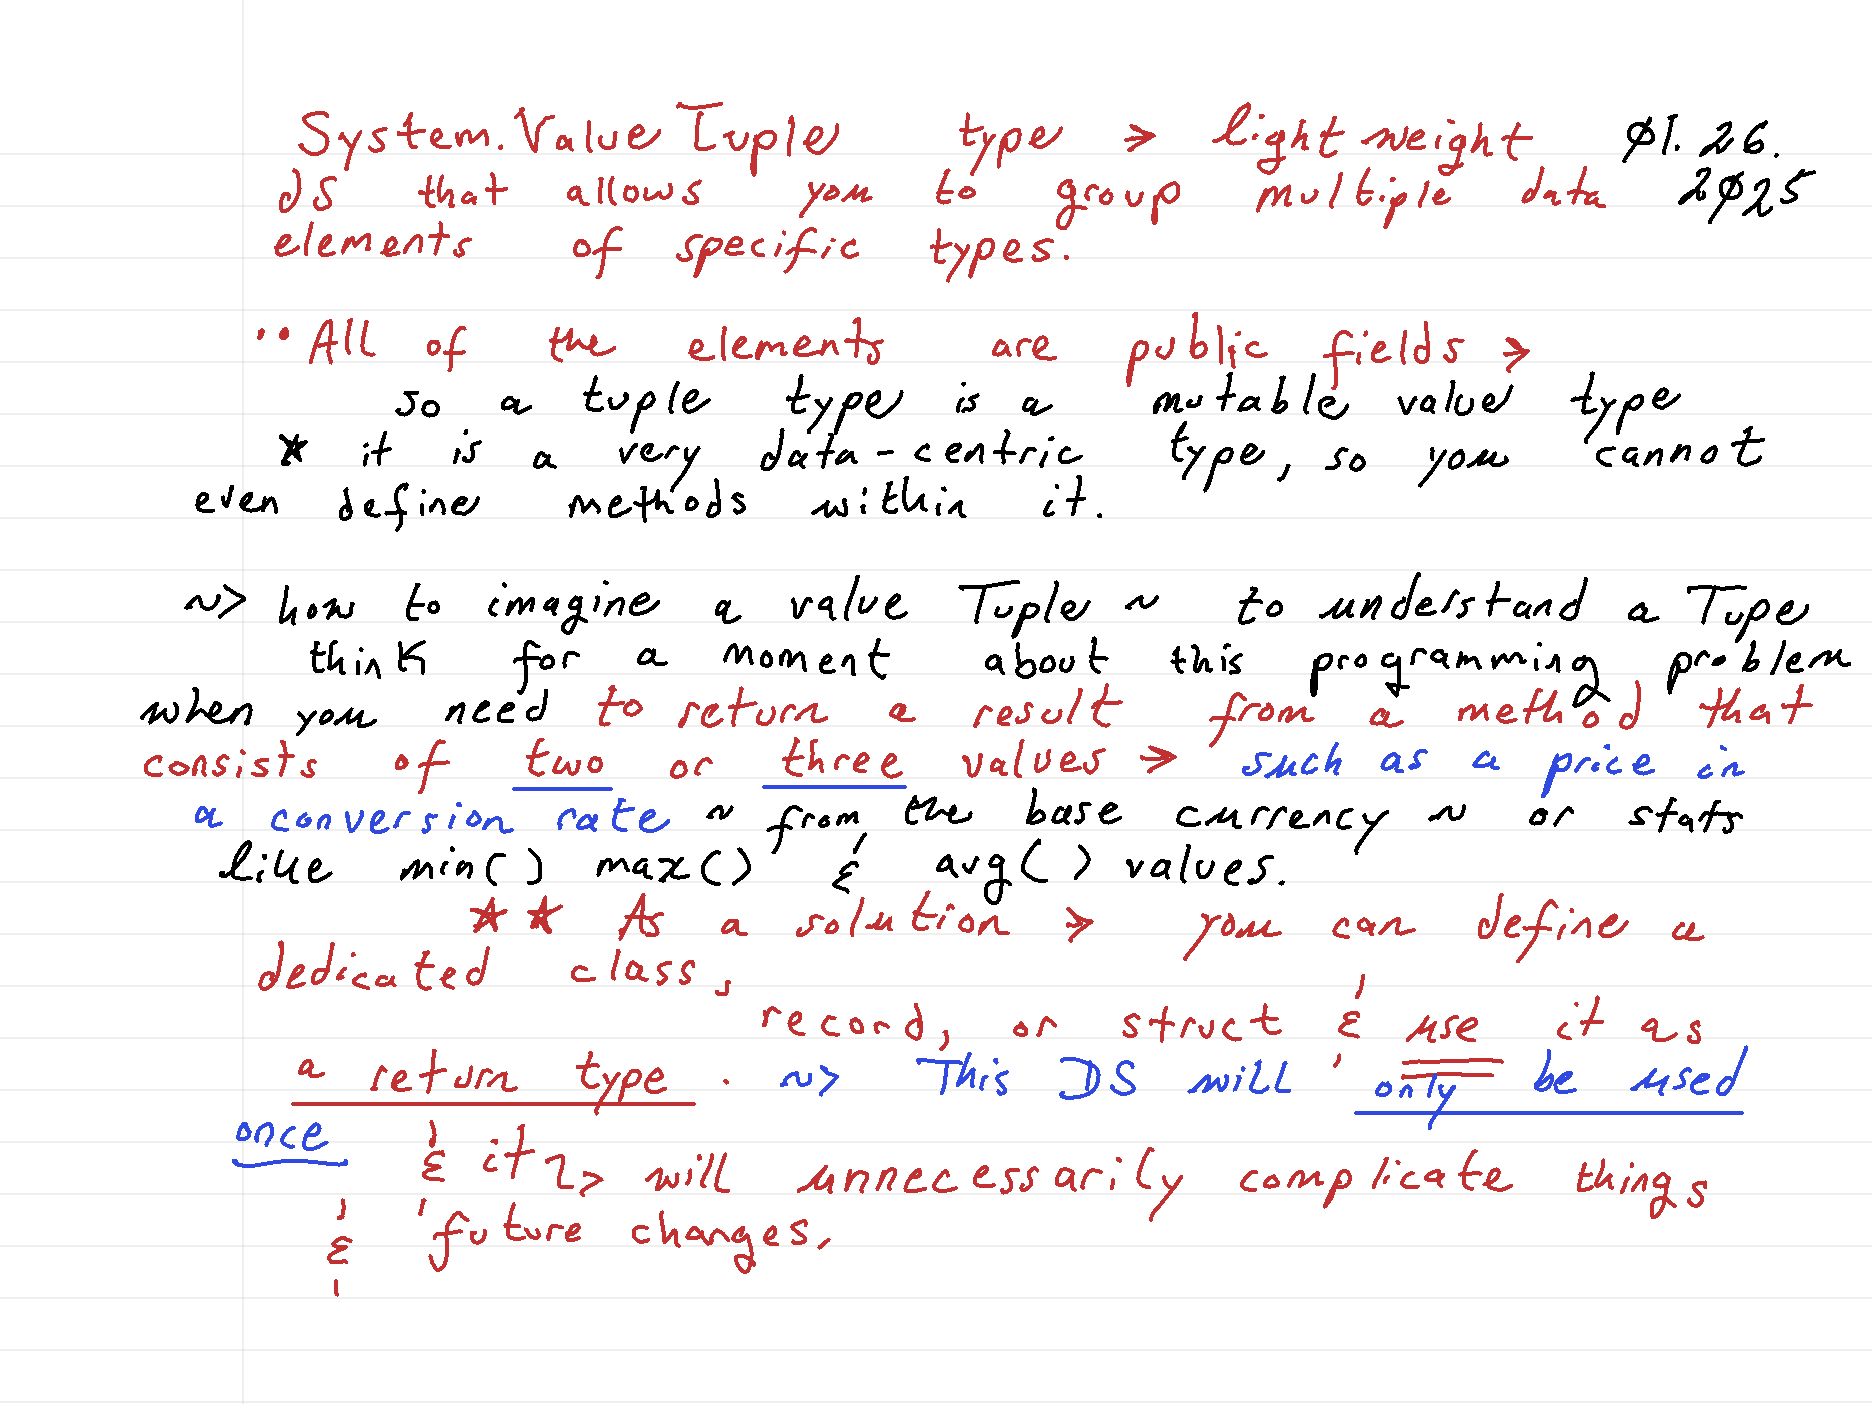 System.ValueTuple type → lightweight Ø1.26.
DS that allows you to group multiple data 2Ø25
elements of specific types.
•• All of the elements are public fields →
so a tuple type is a mutable value type
* it is a very data-centric type, so you cannot
even define methods within it.
~> how to imagine a value Tuple ~ to understand a Tupe
think for a moment about this programming problem
when you need to return a result from a method that
consists of two or three values → such as a price in
a conversion rate ~ from the base currency ~ or stats
like min() max() & avg() values.
** As a solution → you can define a
dedicated class,
record, or struct & use it as
a return type. ~> This DS will only be used
once & it ~> will unnecessarily complicate things
& future changes.